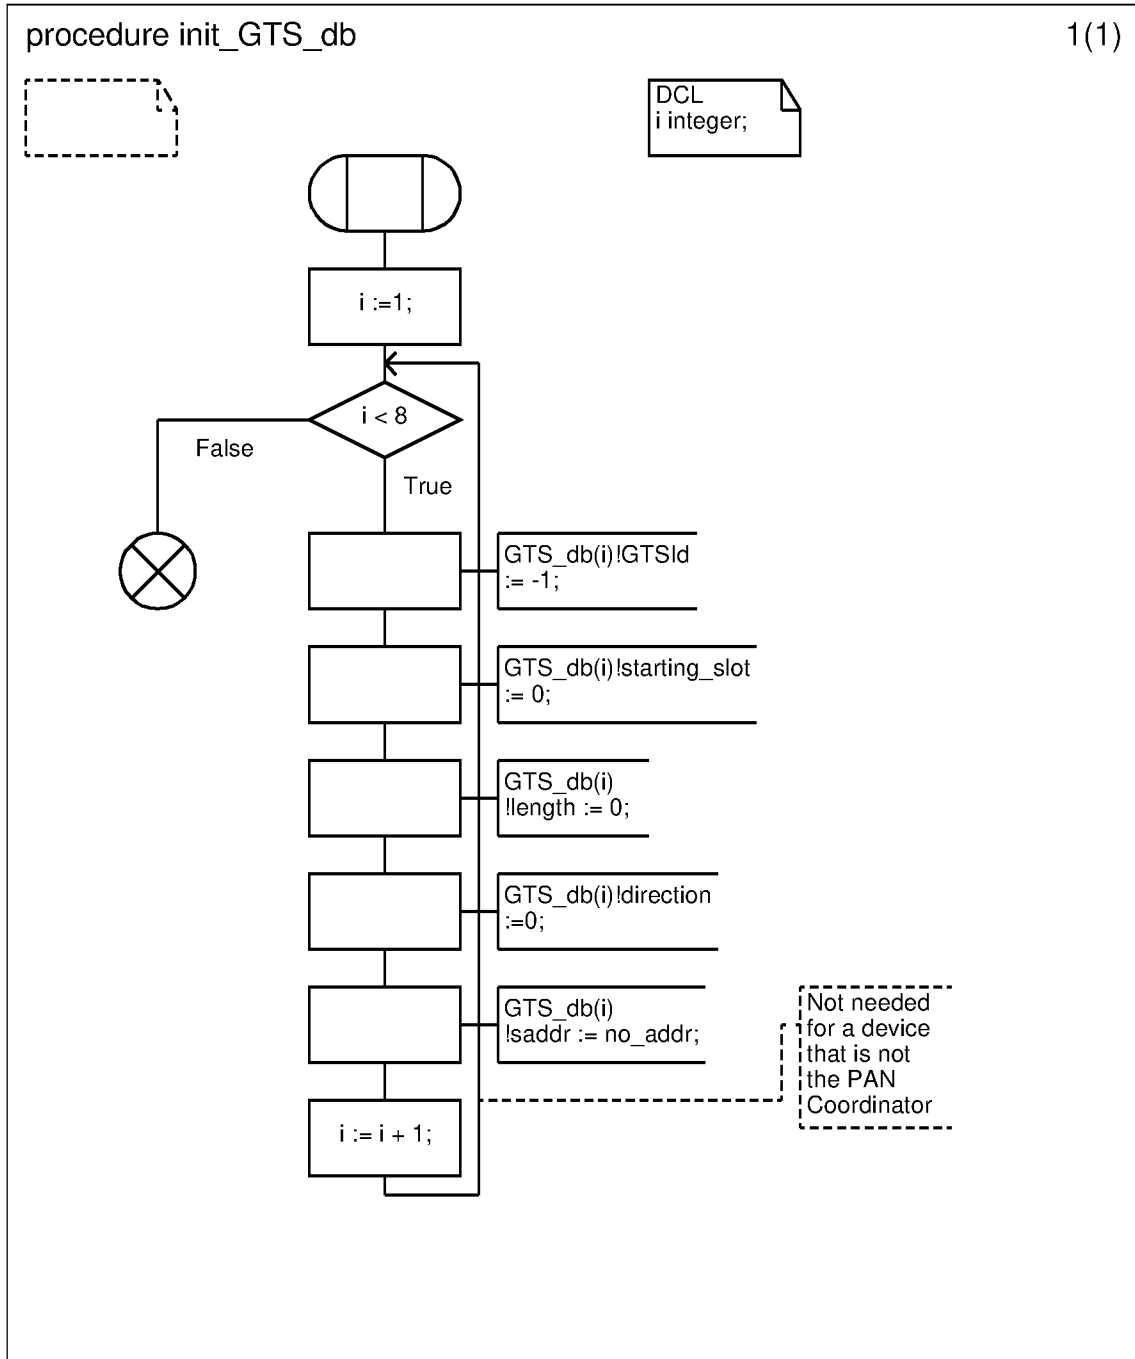 procedure init_GTS_db
1(1)
DCL
i integer;
i :=1;
i < 8
False
True
GTS_db(i)!GTSId
:= -1;
GTS_db(i)!starting_slot
:= 0;
GTS_db(i)
!length := 0;
GTS_db(i)!direction
:=0;
GTS_db(i)
!saddr := no_addr;
Not needed
for a device
that is not
the PAN
Coordinator
i := i + 1;